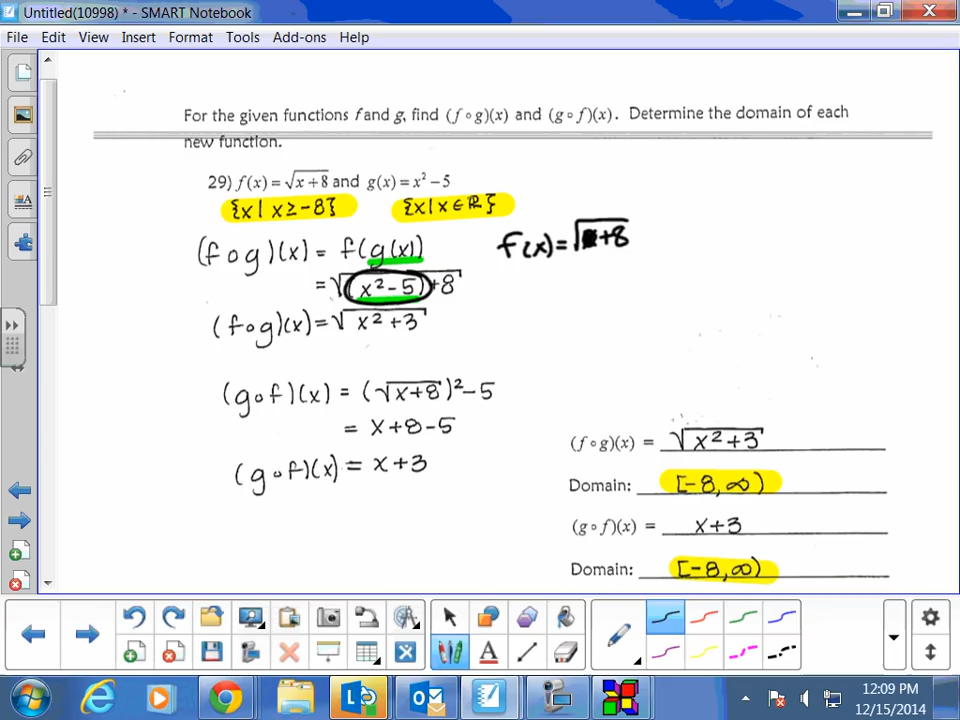 Untitled(10998) * - SMART Notebook
File Edit View Insert Format Tools Add-ons Help
For the given functions f and g, find (f∘g)(x) and (g∘f)(x). Determine the domain of each
new function.
29) f(x) = √(x+8) and g(x) = x² − 5
{x | x ≥ -8} {x | x ∈ ℝ}
(f∘g)(x) = f(g(x))
f(x) = √(x+8)
= √((x²-5)+8)
(f∘g)(x) = √(x²+3)
(g∘f)(x) = (√(x+8))² - 5
= x+8-5
(g∘f)(x) = x+3
(f∘g)(x) = √(x²+3)
Domain: [-8, ∞)
(g∘f)(x) = x+3
Domain: [-8, ∞)
12:09 PM
12/15/2014